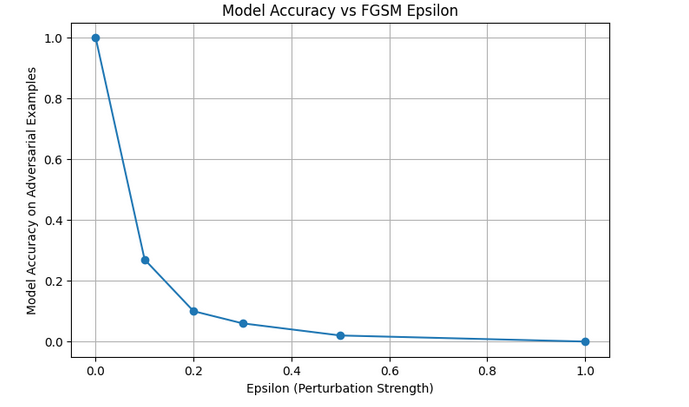 Model Accuracy vs FGSM Epsilon
Model Accuracy on Adversarial Examples
1.0
0.8
0.6
0.4
0.2
0.0
0.0 0.2 0.4 0.6 0.8 1.0
Epsilon (Perturbation Strength)